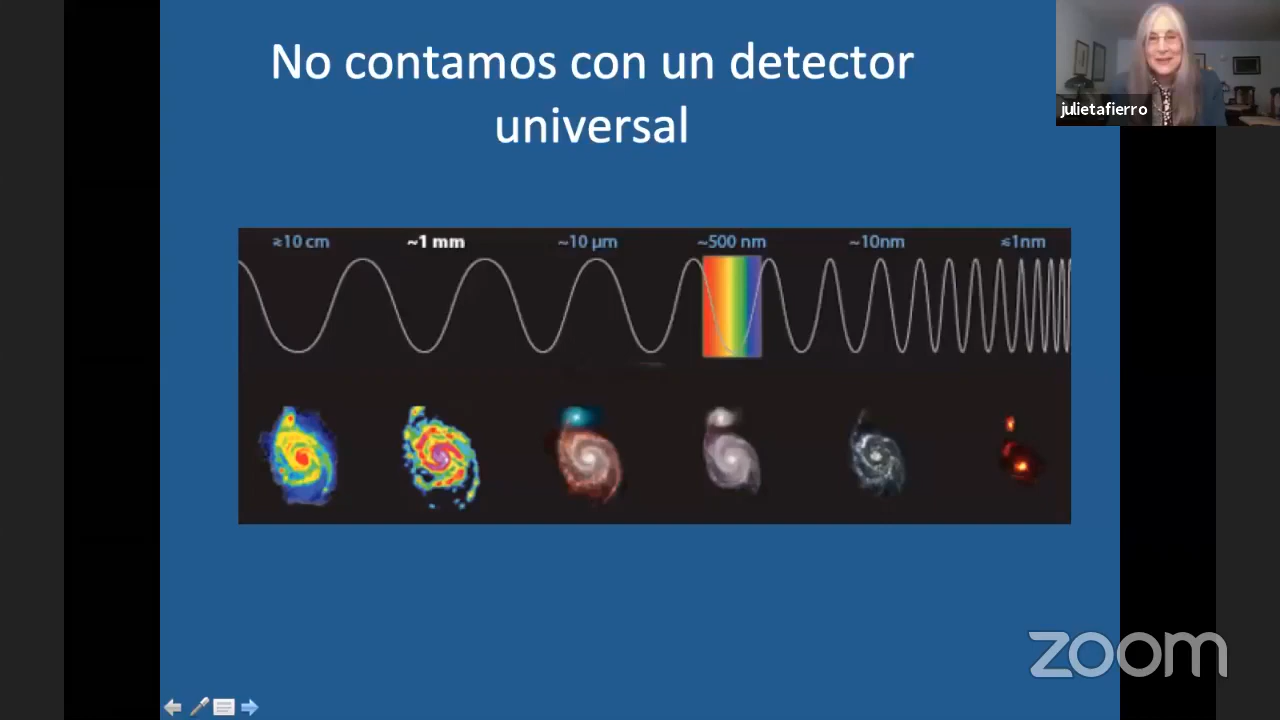 No contamos con un detector
universal
julietafierro
≥10 cm ~1 mm ~10 µm ~500 nm ~10nm ≤1nm
zoom